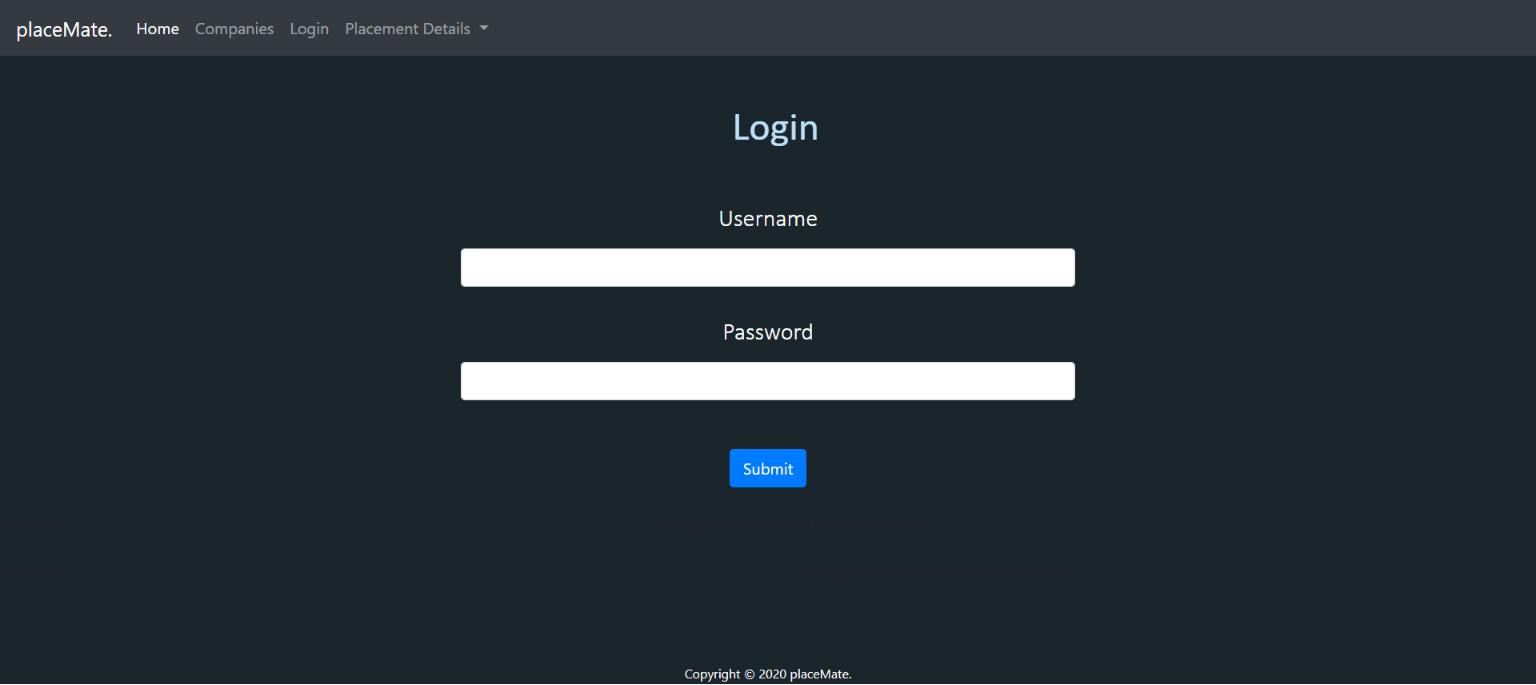 placeMate. Home Companies Login Placement Details
Login
Username
Password
Submit
Copyright © 2020 placeMate.